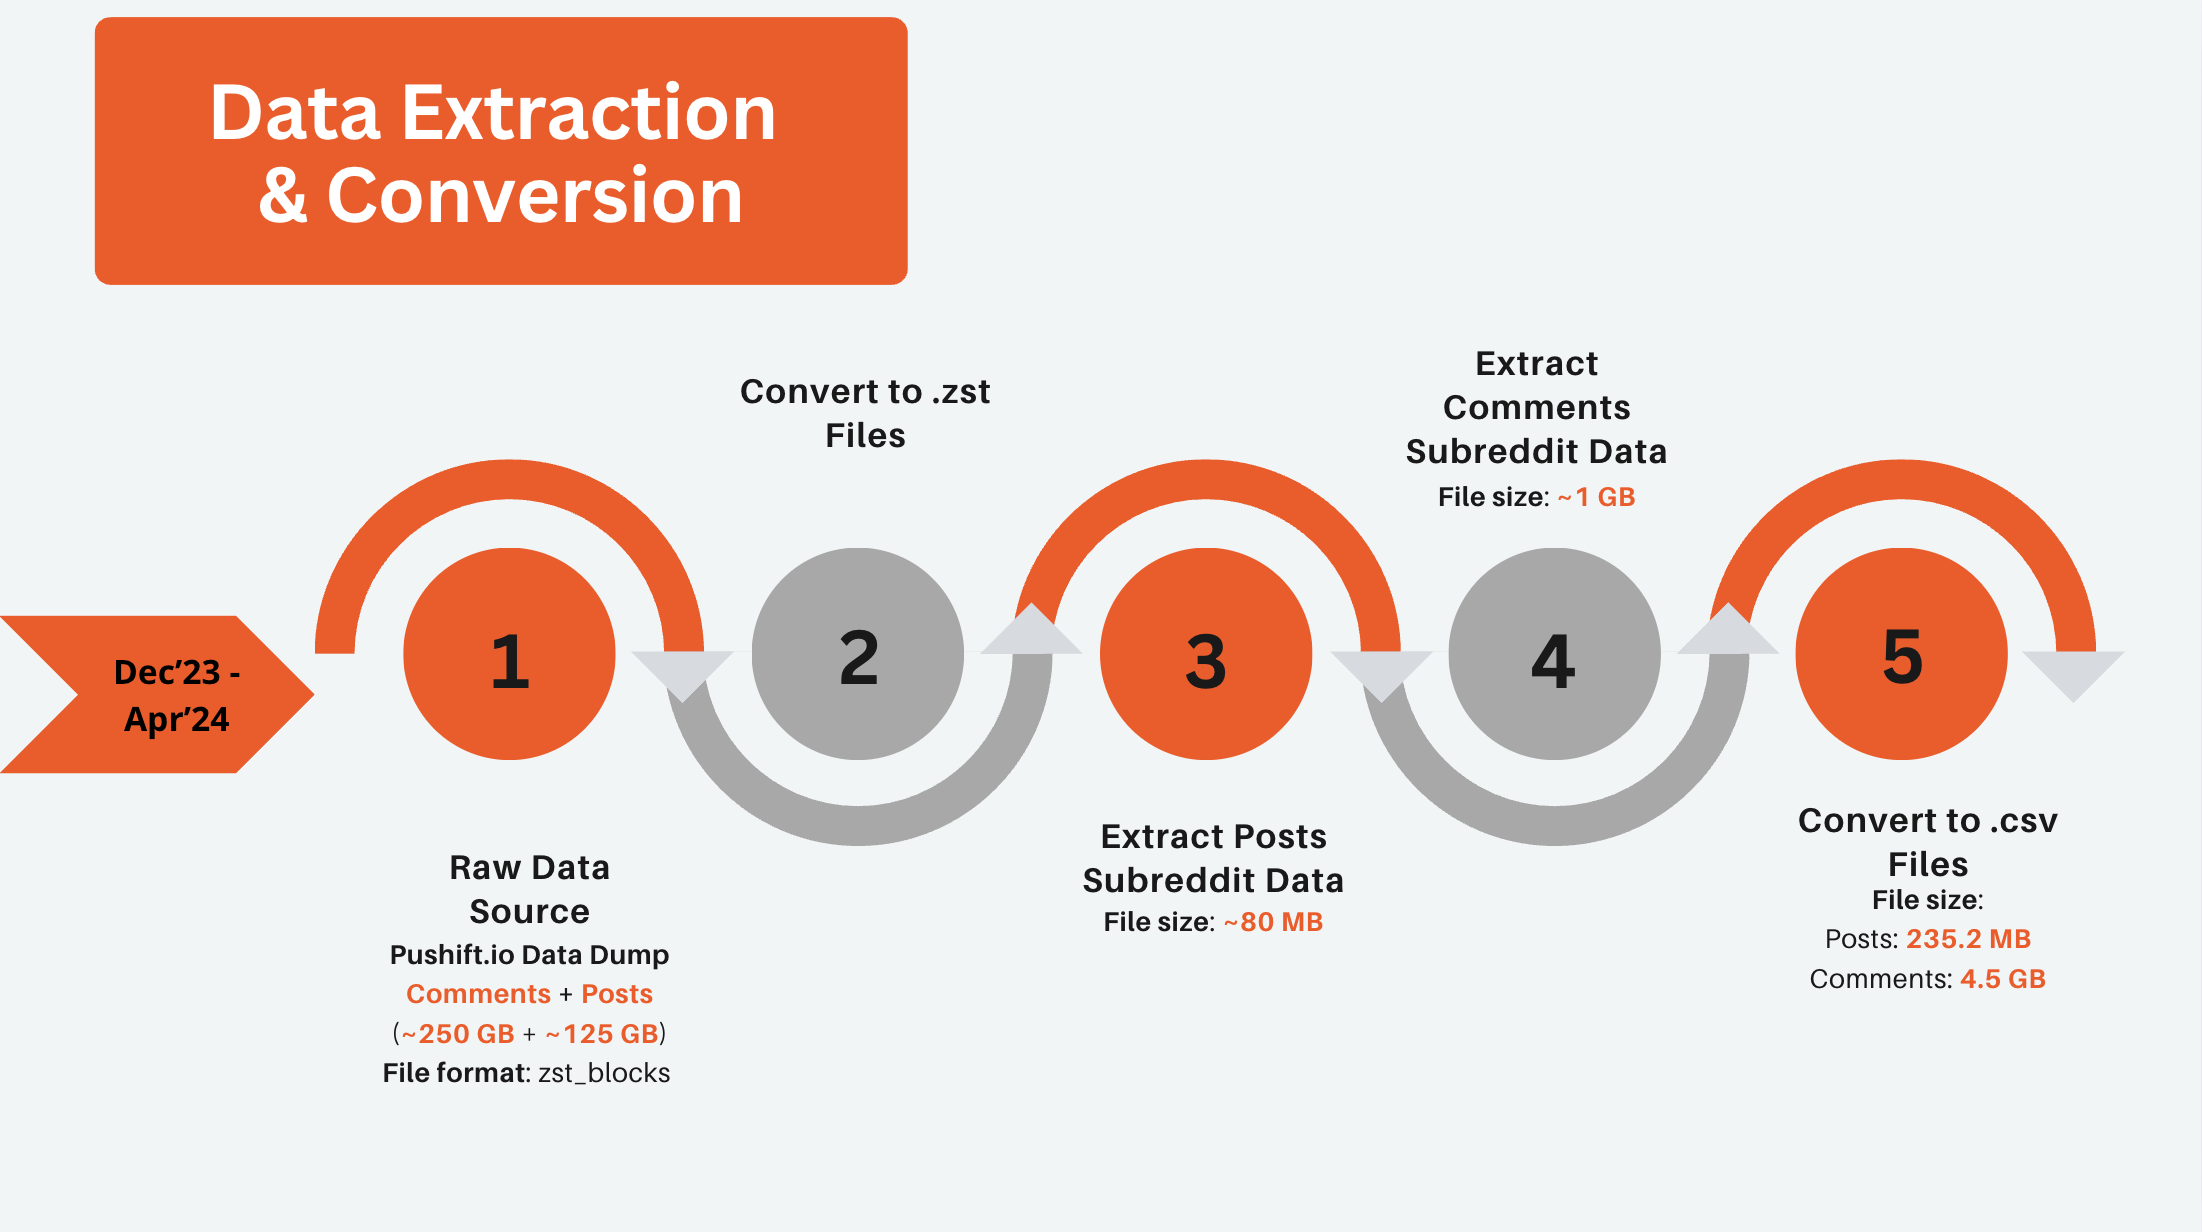 Data Extraction
& Conversion
Dec’23 -
Apr’24
1
Raw Data
Source
Pushift.io Data Dump
Comments + Posts
(~250 GB + ~125 GB)
File format: zst_blocks
Convert to .zst
Files
2
3
Extract Posts
Subreddit Data
File size: ~80 MB
Extract
Comments
Subreddit Data
File size: ~1 GB
4
5
Convert to .csv
Files
File size:
Posts: 235.2 MB
Comments: 4.5 GB